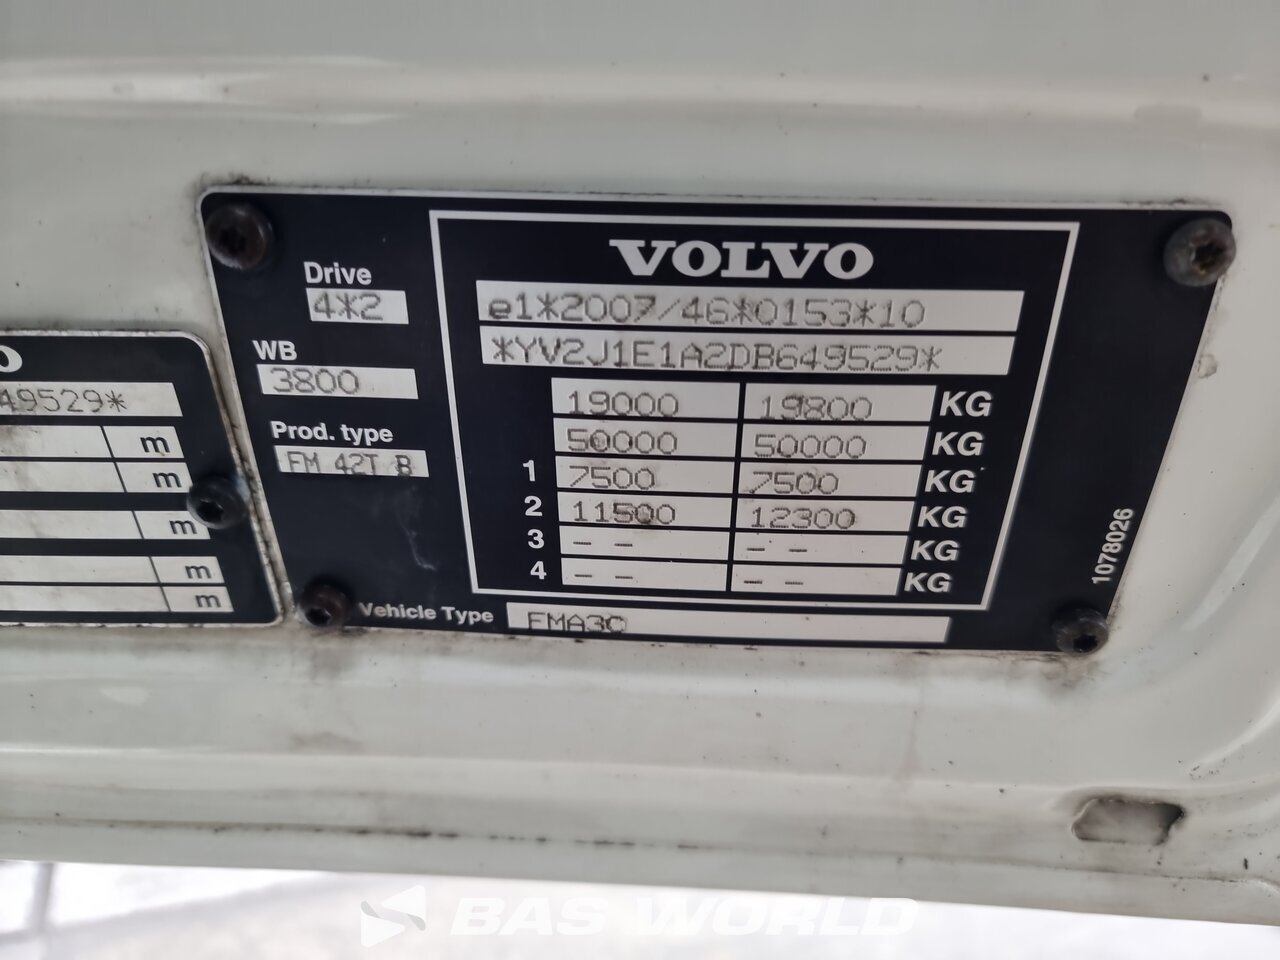 VOLVO
Drive
4*2
e1*2007/46*0153*10
WB
3800
*YV2J1E1A2DB649529*
19000 19800 KG
Prod. type
FM 42T B
50000 50000 KG
1 7500 7500 KG
2 11500 12300 KG
3 -- -- KG
4 -- -- KG
Vehicle Type FMA3C
1078026
O
49529*
m
m
m
m
m
BAS WORLD